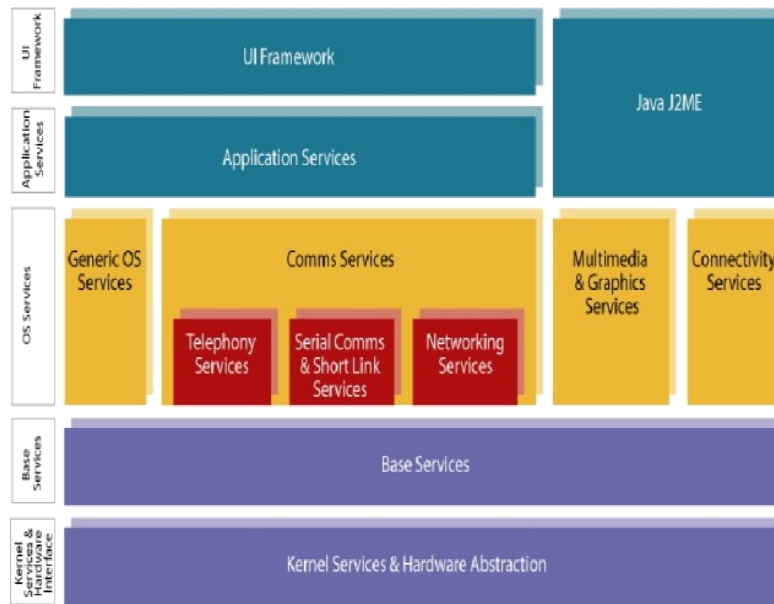 UI
Framework
UI Framework
Java J2ME
Application
Services
Application Services
OS Services
Generic OS
Services
Comms Services
Telephony
Services
Serial Comms
& Short Link
Services
Networking
Services
Multimedia
& Graphics
Services
Connectivity
Services
Base
Services
Base Services
Kernel
Services &
Hardware
Interface
Kernel Services & Hardware Abstraction